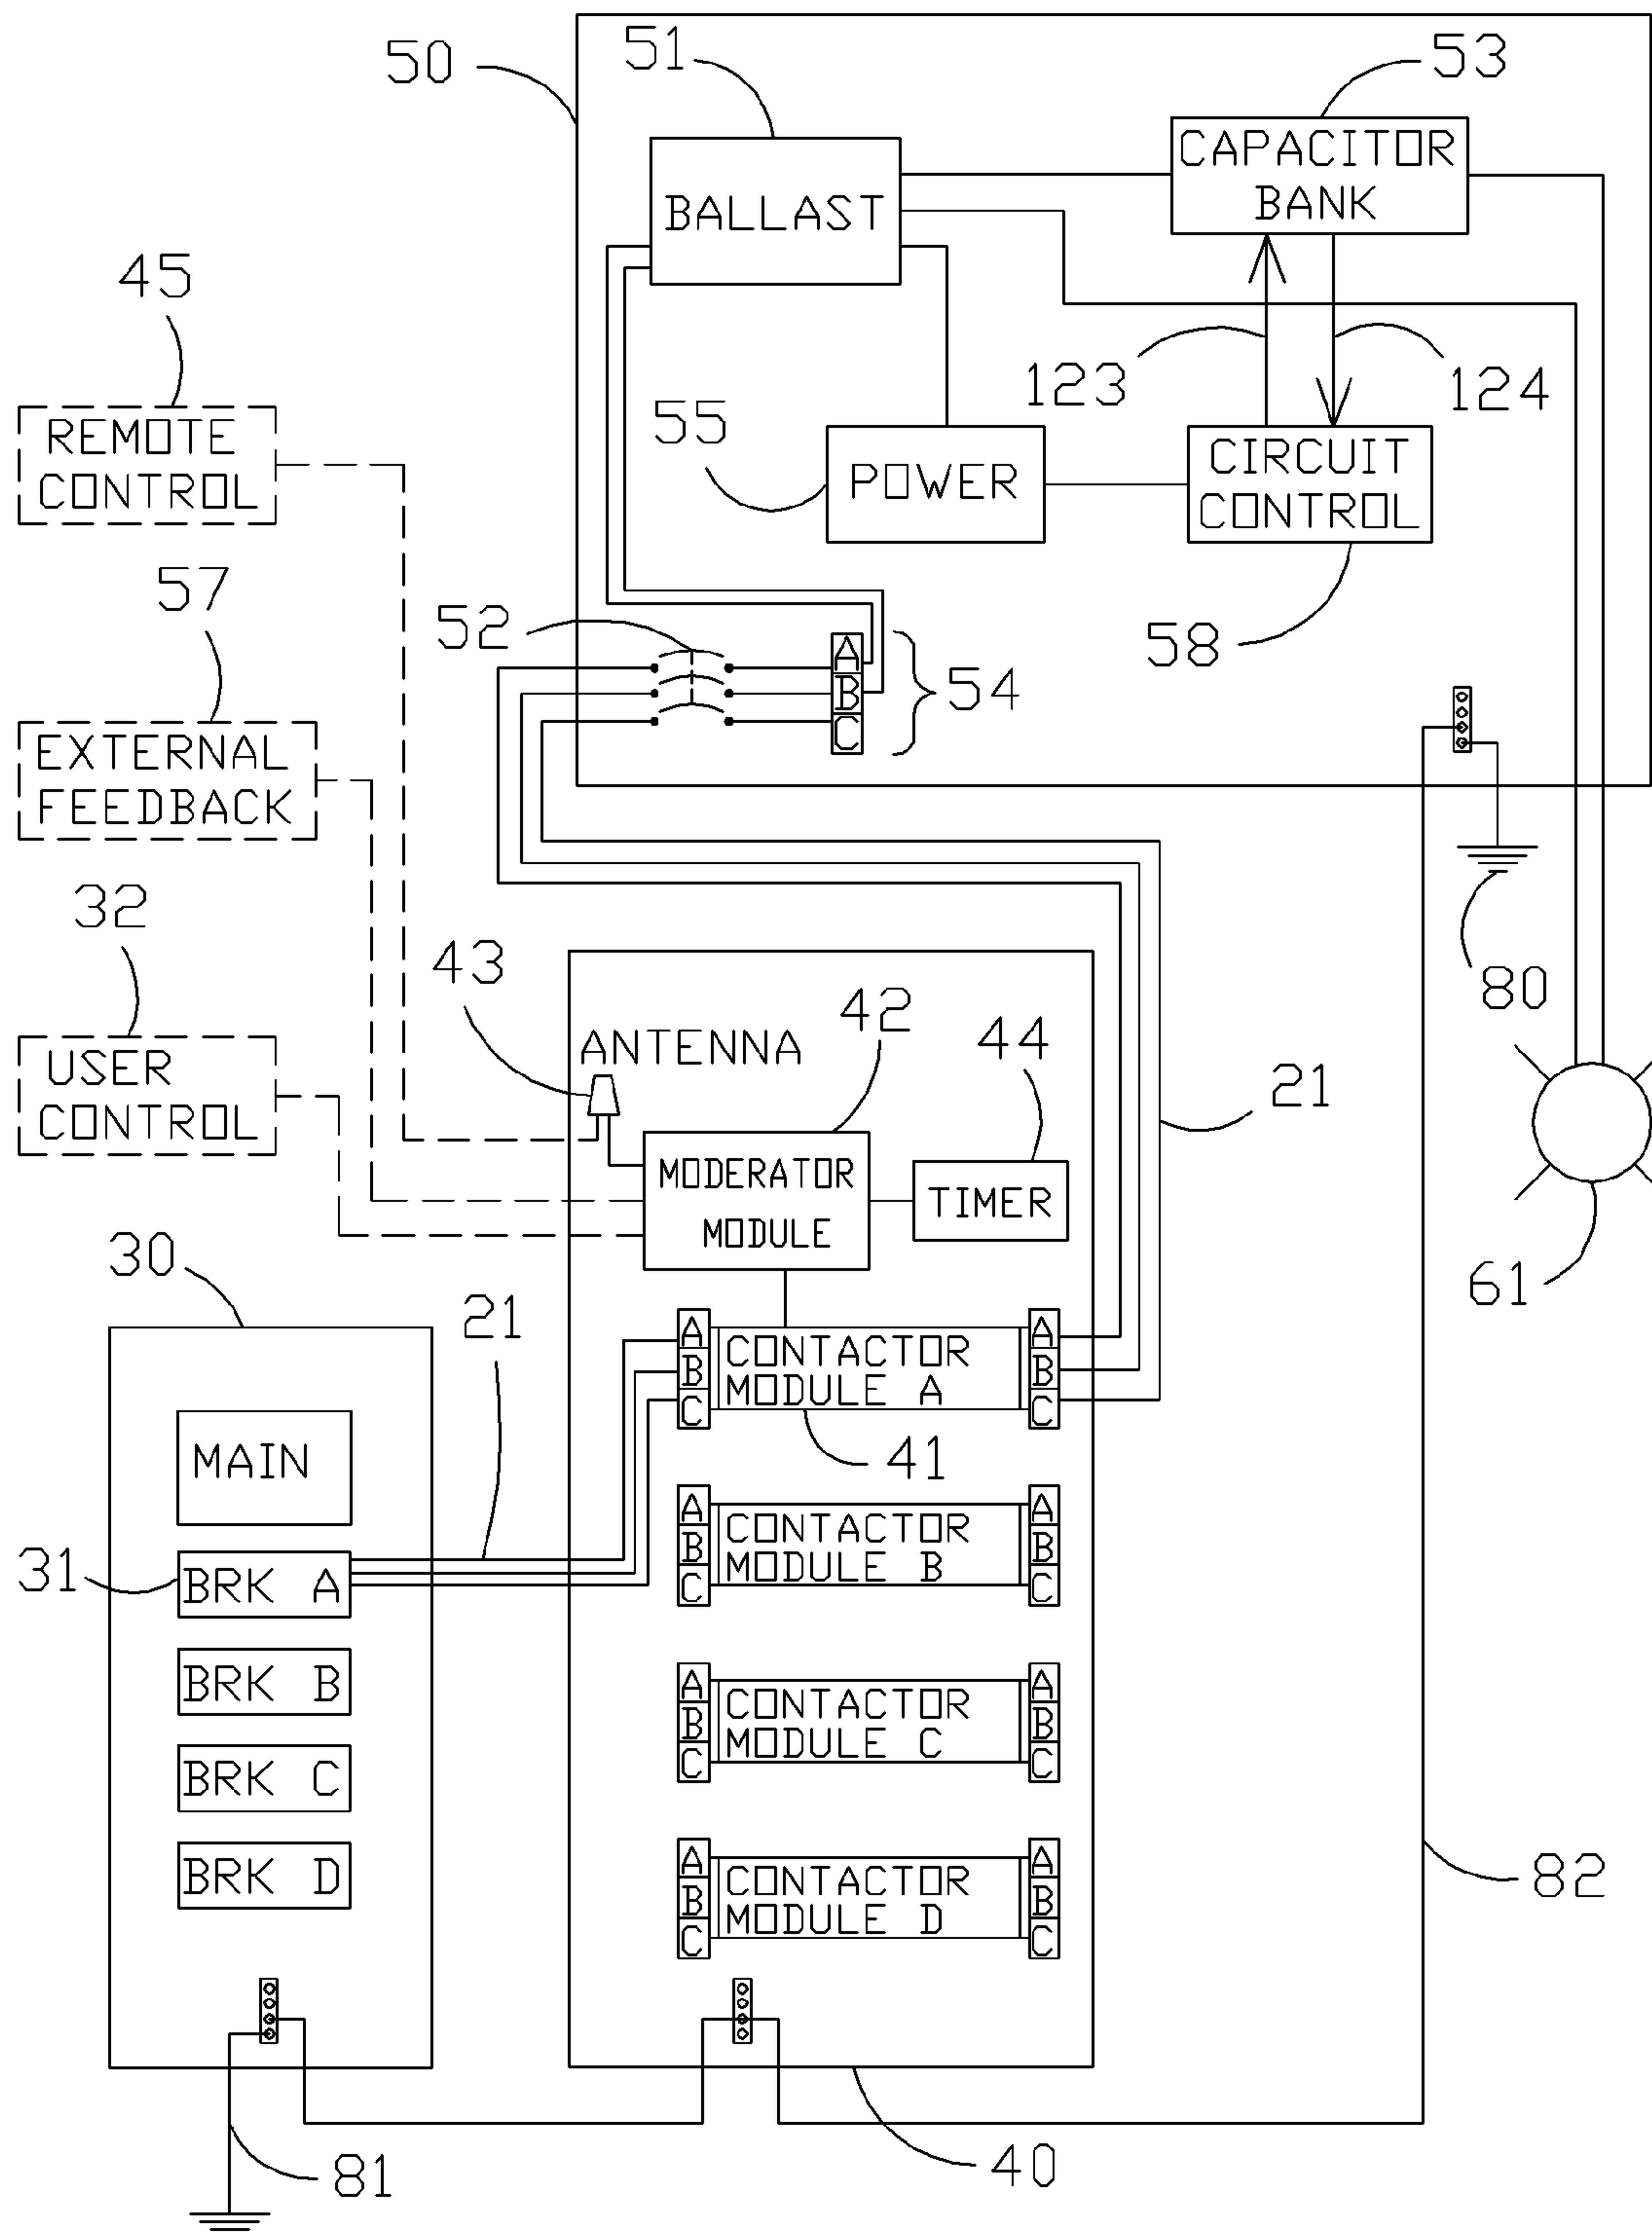 50
51
53
CAPACITOR
BANK
BALLAST
45
REMOTE
CONTROL
123
124
55
POWER
CIRCUIT
CONTROL
57
52
58
A
B
C
54
EXTERNAL
FEEDBACK
32
43
80
USER
CONTROL
ANTENNA
42
44
21
MODERATOR
MODULE
TIMER
61
30
21
A
B
C
CONTACTOR
MODULE A
A
B
C
41
MAIN
31
BRK A
A
B
C
CONTACTOR
MODULE B
A
B
C
BRK B
A
B
C
CONTACTOR
MODULE C
A
B
C
BRK C
BRK D
A
B
C
CONTACTOR
MODULE D
A
B
C
82
40
81